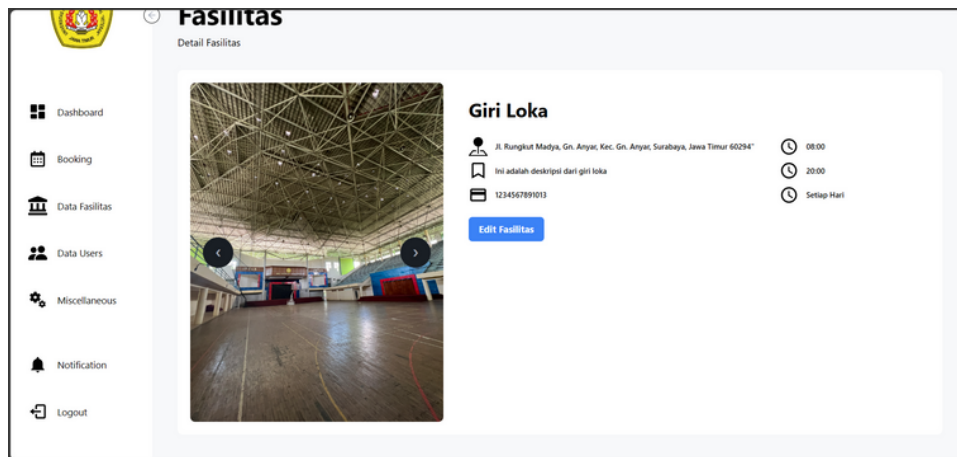 Fasilitas
Detail Fasilitas
JAWA TIMUR
Dashboard
Booking
Data Fasilitas
Data Users
Miscellaneous
Notification
Logout
Giri Loka
Jl. Rungkut Madya, Gn. Anyar, Kec. Gn. Anyar, Surabaya, Jawa Timur 60294"
08:00
Ini adalah deskripsi dari giri loka
20:00
1234567891013
Setiap Hari
Edit Fasilitas